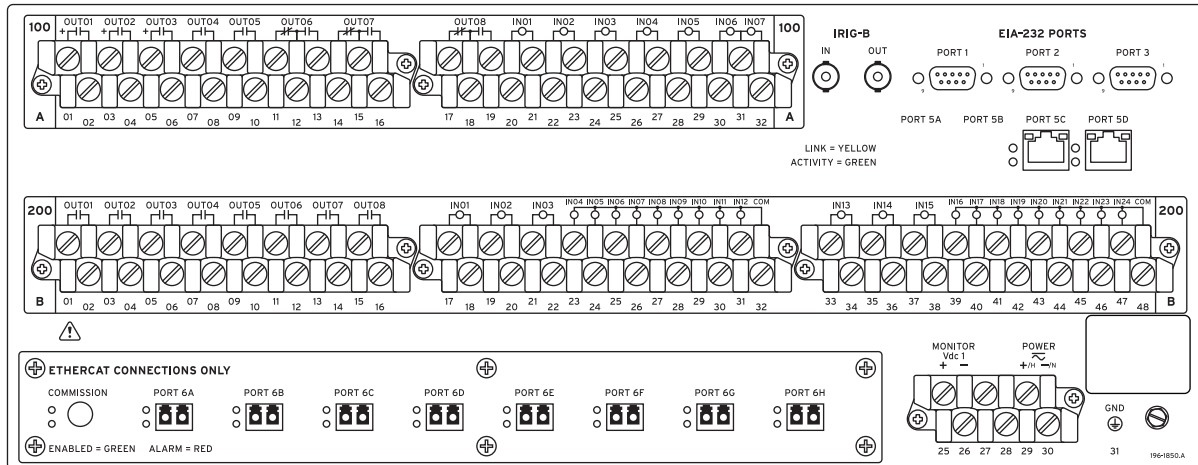 100 OUT01 OUT02 OUT03 OUT04 OUT05 OUT06 OUT07 OUT08 IN01 IN02 IN03 IN04 IN05 IN06 IN07 100
+ + +
A 01 02 03 04 05 06 07 08 09 10 11 12 13 14 15 16 17 18 19 20 21 22 23 24 25 26 27 28 29 30 31 32 A
IRIG-B
IN OUT
EIA-232 PORTS
PORT 1 PORT 2 PORT 3
1 1 1
9 9 9
PORT 5A PORT 5B PORT 5C PORT 5D
LINK = YELLOW
ACTIVITY = GREEN
200 OUT01 OUT02 OUT03 OUT04 OUT05 OUT06 OUT07 OUT08 IN01 IN02 IN03 IN04 IN05 IN06 IN07 IN08 IN09 IN10 IN11 IN12 COM IN13 IN14 IN15 IN16 IN17 IN18 IN19 IN20 IN21 IN22 IN23 IN24 COM 200
B 01 02 03 04 05 06 07 08 09 10 11 12 13 14 15 16 17 18 19 20 21 22 23 24 25 26 27 28 29 30 31 32 33 34 35 36 37 38 39 40 41 42 43 44 45 46 47 48 B
ETHERCAT CONNECTIONS ONLY
COMMISSION PORT 6A PORT 6B PORT 6C PORT 6D PORT 6E PORT 6F PORT 6G PORT 6H
ENABLED = GREEN ALARM = RED
MONITOR
Vdc 1
+ −
POWER
+/H −/N
25 26 27 28 29 30
GND
31
196-1850.A